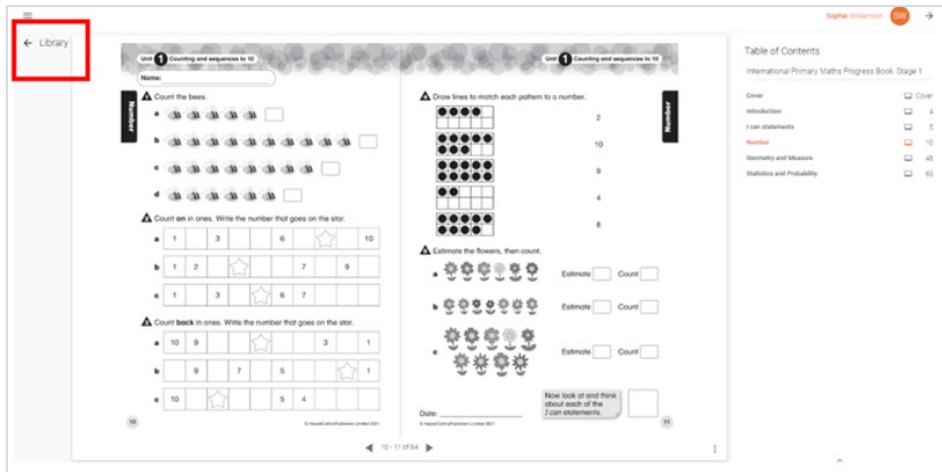 Sophie Williamson SW
← Library
Unit 1 Counting and sequences to 10
Name:
Number
1 Count the bees.
a
b
c
d
2 Count on in ones. Write the number that goes on the star.
a 1 3 6 10
b 1 2 7 9
c 1 3 6 7
3 Count back in ones. Write the number that goes on the star.
a 10 9 3 1
b 9 7 5 1
c 10 5 4
10
© HarperCollinsPublishers Limited 2021
Unit 1 Counting and sequences to 10
Number
4 Draw lines to match each pattern to a number.
2
10
9
4
8
5 Estimate the flowers, then count.
a Estimate Count
b Estimate Count
c Estimate Count
Now look at and think
about each of the
I can statements.
Date:
© HarperCollinsPublishers Limited 2021
11
10 - 11 of 64
Table of Contents
International Primary Maths Progress Book: Stage 1
Cover Cover
Introduction 4
I can statements 5
Number 10
Geometry and Measure 48
Statistics and Probability 60